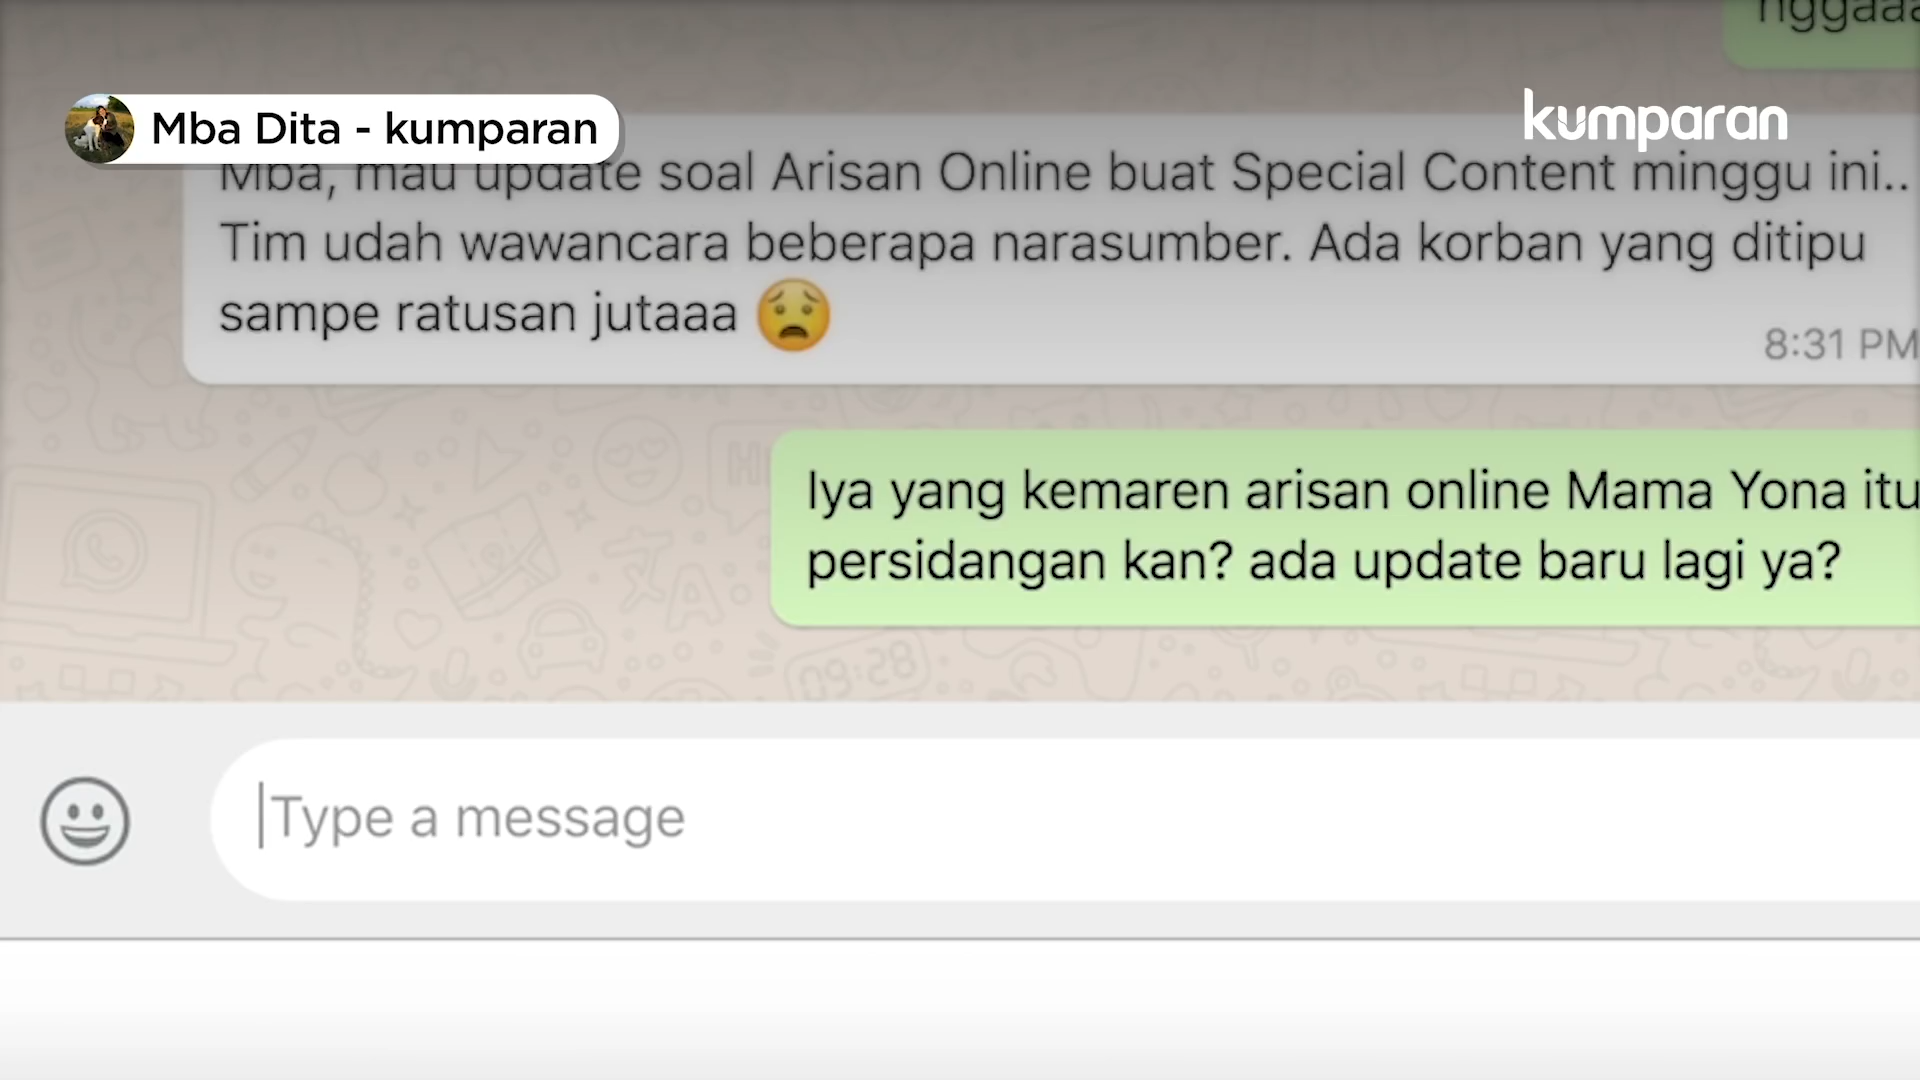 nggaaa
Mba Dita - kumparan
kumparan
Mba, mau update soal Arisan Online buat Special Content minggu ini..
Tim udah wawancara beberapa narasumber. Ada korban yang ditipu
sampe ratusan jutaaa 😧
8:31 PM
Iya yang kemaren arisan online Mama Yona itu
persidangan kan? ada update baru lagi ya?
Type a message